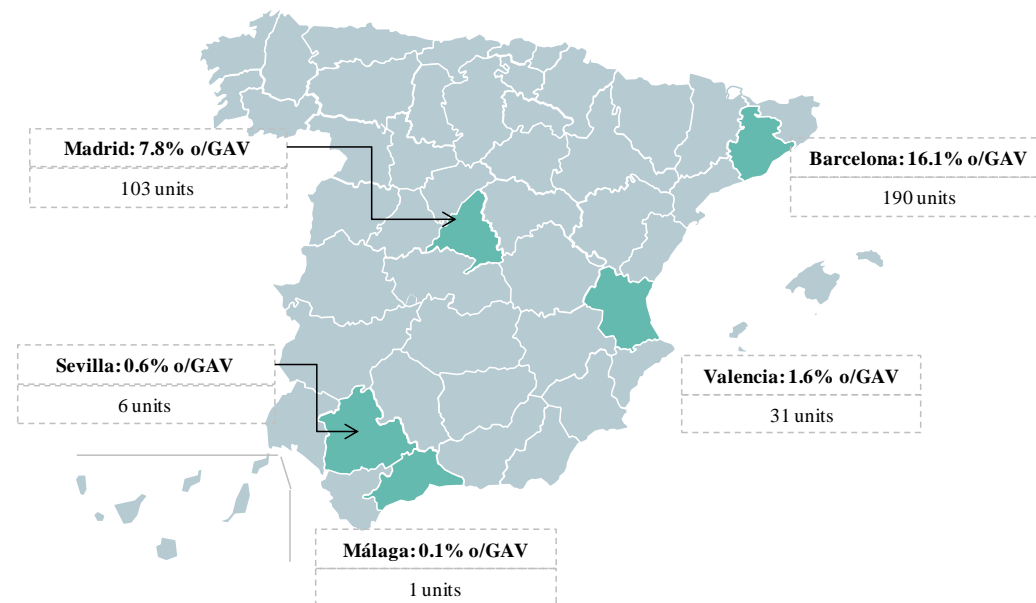 Madrid: 7.8% o/GAV
103 units
Barcelona: 16.1% o/GAV
190 units
Sevilla: 0.6% o/GAV
6 units
Valencia: 1.6% o/GAV
31 units
Málaga: 0.1% o/GAV
1 units